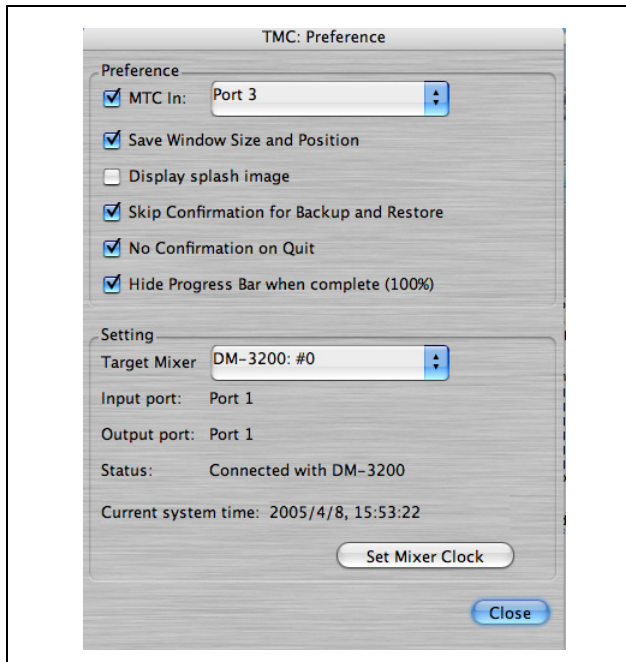 TMC: Preference
Preference
MTC In: Port 3
Save Window Size and Position
Display splash image
Skip Confirmation for Backup and Restore
No Confirmation on Quit
Hide Progress Bar when complete (100%)
Setting
Target Mixer DM-3200: #0
Input port: Port 1
Output port: Port 1
Status: Connected with DM-3200
Current system time: 2005/4/8, 15:53:22
Set Mixer Clock
Close